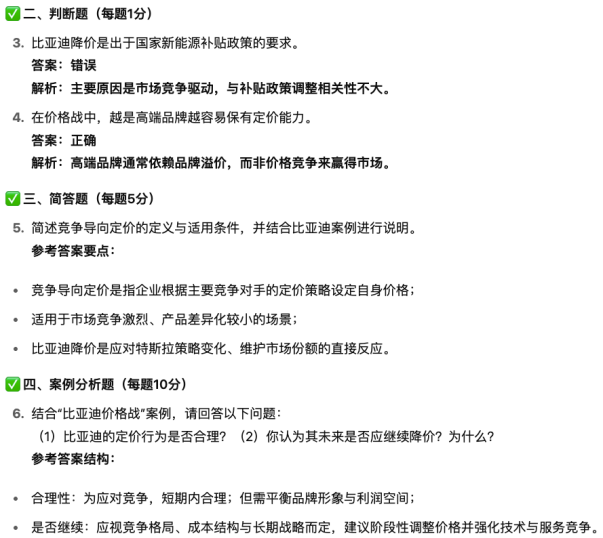 ✅ 二、判断题（每题1分）
3. 比亚迪降价是出于国家新能源补贴政策的要求。
答案：错误
解析：主要原因是市场竞争驱动，与补贴政策调整相关性不大。
4. 在价格战中，越是高端品牌越容易保有定价能力。
答案：正确
解析：高端品牌通常依赖品牌溢价，而非价格竞争来赢得市场。
✅ 三、简答题（每题5分）
5. 简述竞争导向定价的定义与适用条件，并结合比亚迪案例进行说明。
参考答案要点：
• 竞争导向定价是指企业根据主要竞争对手的定价策略设定自身价格；
• 适用于市场竞争激烈、产品差异化较小的场景；
• 比亚迪降价是应对特斯拉策略变化、维护市场份额的直接反应。
✅ 四、案例分析题（每题10分）
6. 结合“比亚迪价格战”案例，请回答以下问题：
（1）比亚迪的定价行为是否合理？（2）你认为其未来是否应继续降价？为什么？
参考答案结构：
• 合理性：为应对竞争，短期内合理；但需平衡品牌形象与利润空间；
• 是否继续：应视竞争格局、成本结构与长期战略而定，建议阶段性调整价格并强化技术与服务竞争。